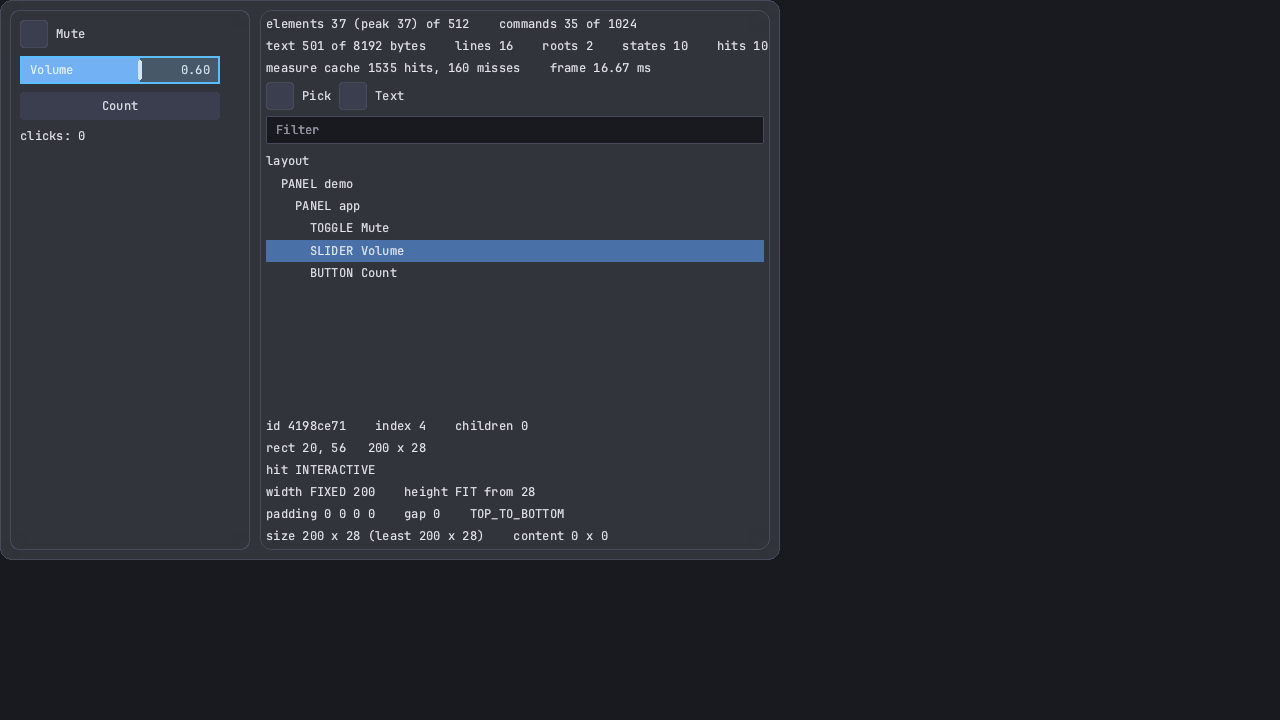 Mute
Volume 0.60
Count
clicks: 0
elements 37 (peak 37) of 512 commands 35 of 1024
text 501 of 8192 bytes lines 16 roots 2 states 10 hits 10
measure cache 1535 hits, 160 misses frame 16.67 ms
Pick Text
Filter
layout
PANEL demo
PANEL app
TOGGLE Mute
SLIDER Volume
BUTTON Count
id 4198ce71 index 4 children 0
rect 20, 56 200 x 28
hit INTERACTIVE
width FIXED 200 height FIT from 28
padding 0 0 0 0 gap 0 TOP_TO_BOTTOM
size 200 x 28 (least 200 x 28) content 0 x 0